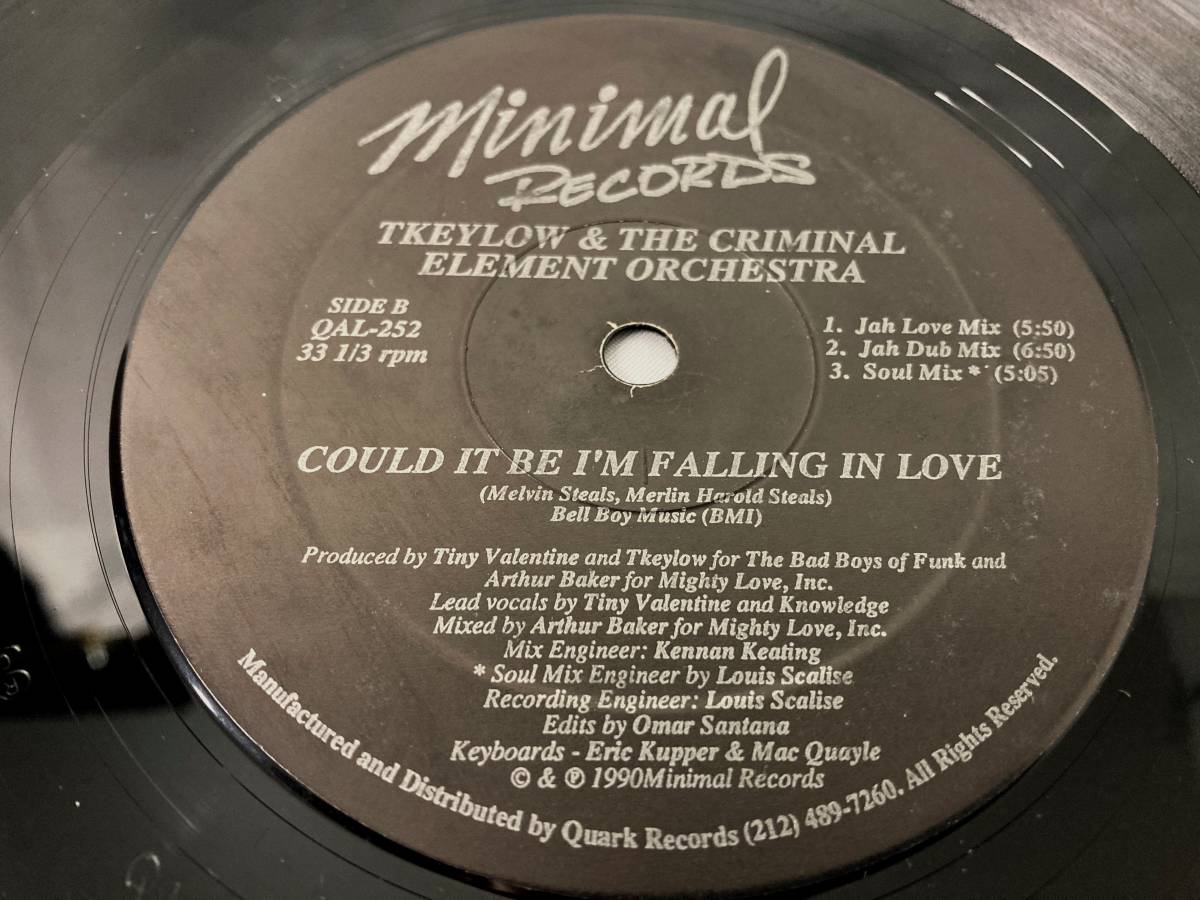 minimal
RECORDS
TKEYLOW & THE CRIMINAL
ELEMENT ORCHESTRA
SIDE B
QAL-252
33 1/3 rpm
1. Jah Love Mix (5:50)
2. Jah Dub Mix (6:50)
3. Soul Mix * (5:05)
COULD IT BE I'M FALLING IN LOVE
(Melvin Steals, Merlin Harold Steals)
Bell Boy Music (BMI)
Produced by Tiny Valentine and Tkeylow for The Bad Boys of Funk and
Arthur Baker for Mighty Love, Inc.
Lead vocals by Tiny Valentine and Knowledge
Mixed by Arthur Baker for Mighty Love, Inc.
Mix Engineer: Kennan Keating
* Soul Mix Engineer by Louis Scalise
Recording Engineer: Louis Scalise
Edits by Omar Santana
Keyboards - Eric Kupper & Mac Quayle
© & ℗ 1990Minimal Records
Manufactured and Distributed by Quark Records (212) 489-7260. All Rights Reserved.